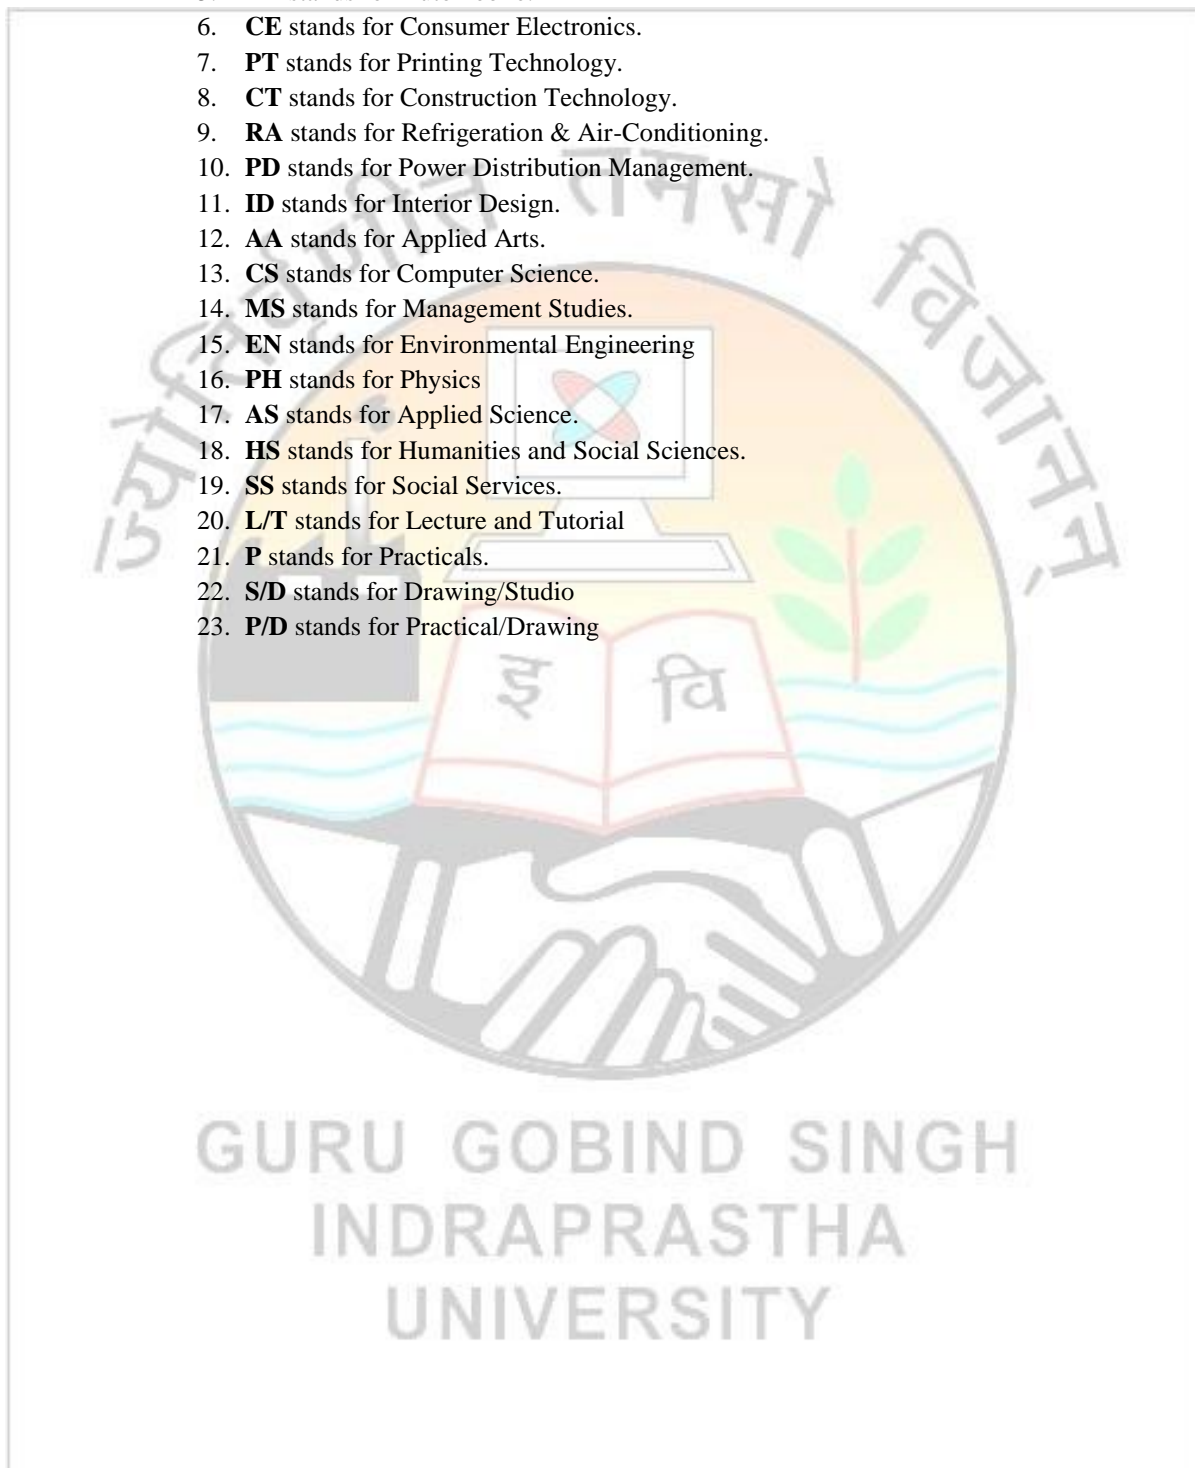 6. CE stands for Consumer Electronics.
7. PT stands for Printing Technology.
8. CT stands for Construction Technology.
9. RA stands for Refrigeration & Air-Conditioning.
10. PD stands for Power Distribution Management.
11. ID stands for Interior Design.
12. AA stands for Applied Arts.
13. CS stands for Computer Science.
14. MS stands for Management Studies.
15. EN stands for Environmental Engineering
16. PH stands for Physics
17. AS stands for Applied Science.
18. HS stands for Humanities and Social Sciences.
19. SS stands for Social Services.
20. L/T stands for Lecture and Tutorial
21. P stands for Practicals.
22. S/D stands for Drawing/Studio
23. P/D stands for Practical/Drawing
तमसो
इ वि
GURU GOBIND SINGH
INDRAPRASTHA
UNIVERSITY